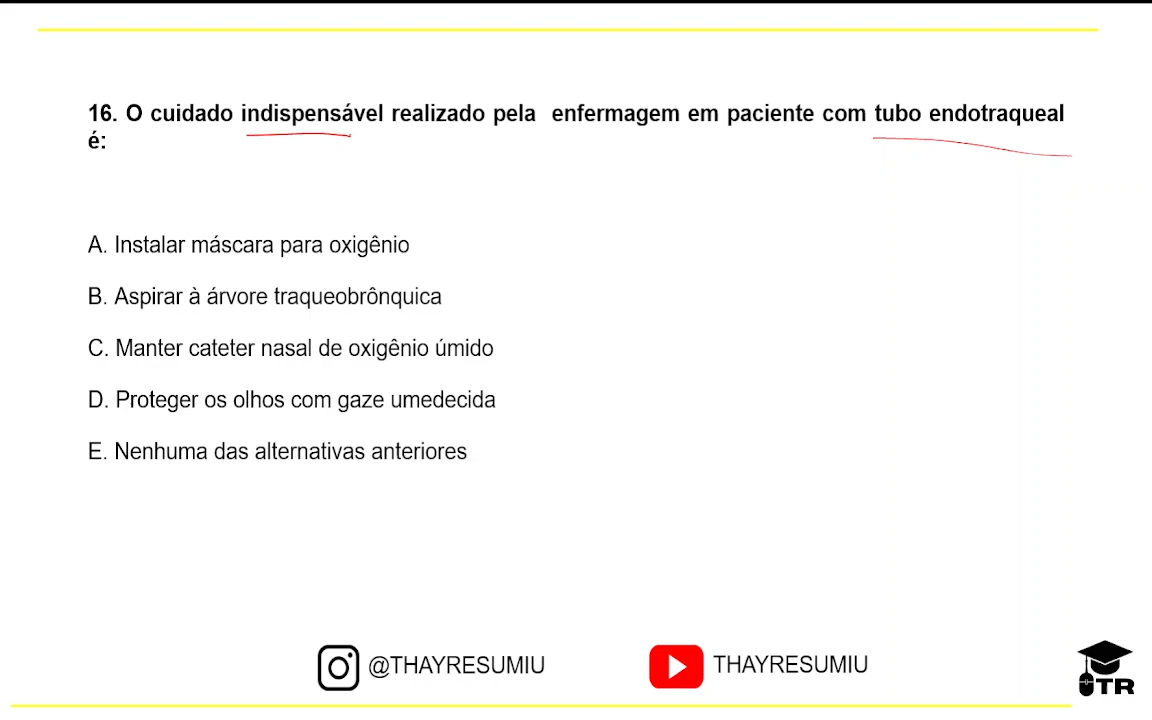 16. O cuidado indispensável realizado pela enfermagem em paciente com tubo endotraqueal
é:
A. Instalar máscara para oxigênio
B. Aspirar à árvore traqueobrônquica
C. Manter cateter nasal de oxigênio úmido
D. Proteger os olhos com gaze umedecida
E. Nenhuma das alternativas anteriores
@THAYRESUMIU
THAYRESUMIU
TR